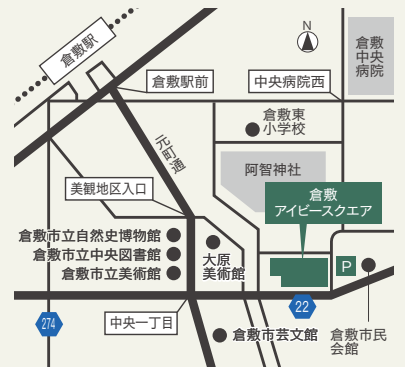 N
倉敷駅
倉敷
中央
病院
倉敷駅前
中央病院西
倉敷東
小学校
元町通
阿智神社
美観地区入口
倉敷
アイビースクエア
倉敷市立自然史博物館
倉敷市立中央図書館
倉敷市立美術館
大原
美術館
P
22
274
中央一丁目
倉敷市芸文館
倉敷市民
会館